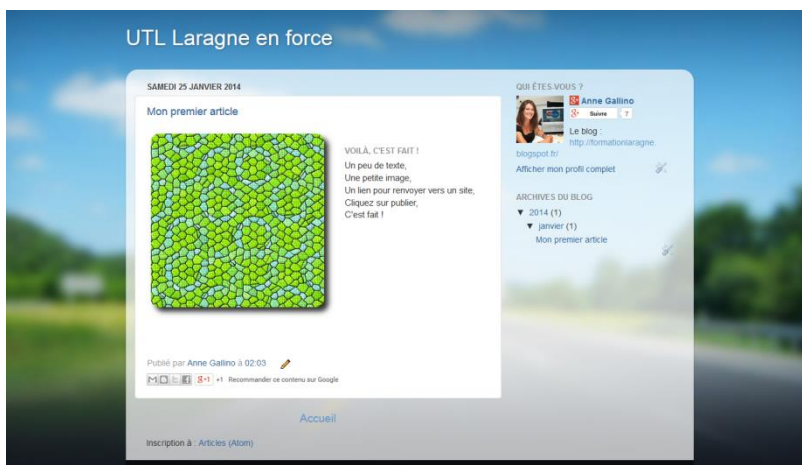 UTL Laragne en force
SAMEDI 25 JANVIER 2014
Mon premier article
VOILÀ, C'EST FAIT !
Un peu de texte,
Une petite image,
Un lien pour renvoyer vers un site,
Cliquez sur publier,
C'est fait !
Publié par Anne Gallino à 02:03
+1 Recommander ce contenu sur Google
Accueil
Inscription à : Articles (Atom)
QUI ÊTES-VOUS ?
Anne Gallino
Suivre 7
Le blog :
http://formationlaragne.
blogspot.fr/
Afficher mon profil complet
ARCHIVES DU BLOG
▼ 2014 (1)
▼ janvier (1)
Mon premier article